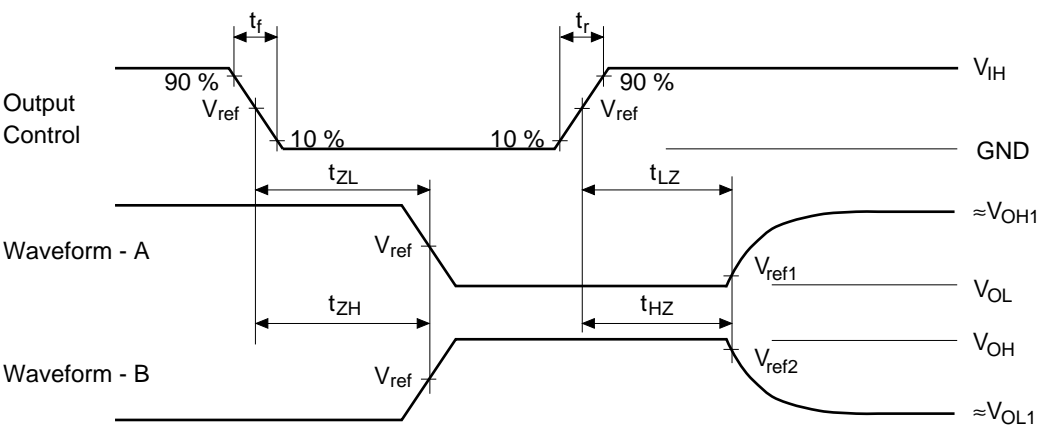 tf
tr
90 %
90 %
VIH
Output
Control
Vref
Vref
10 %
10 %
GND
tZL
tLZ
≈VOH1
Waveform - A
Vref
Vref1
VOL
tZH
tHZ
VOH
Waveform - B
Vref
Vref2
≈VOL1